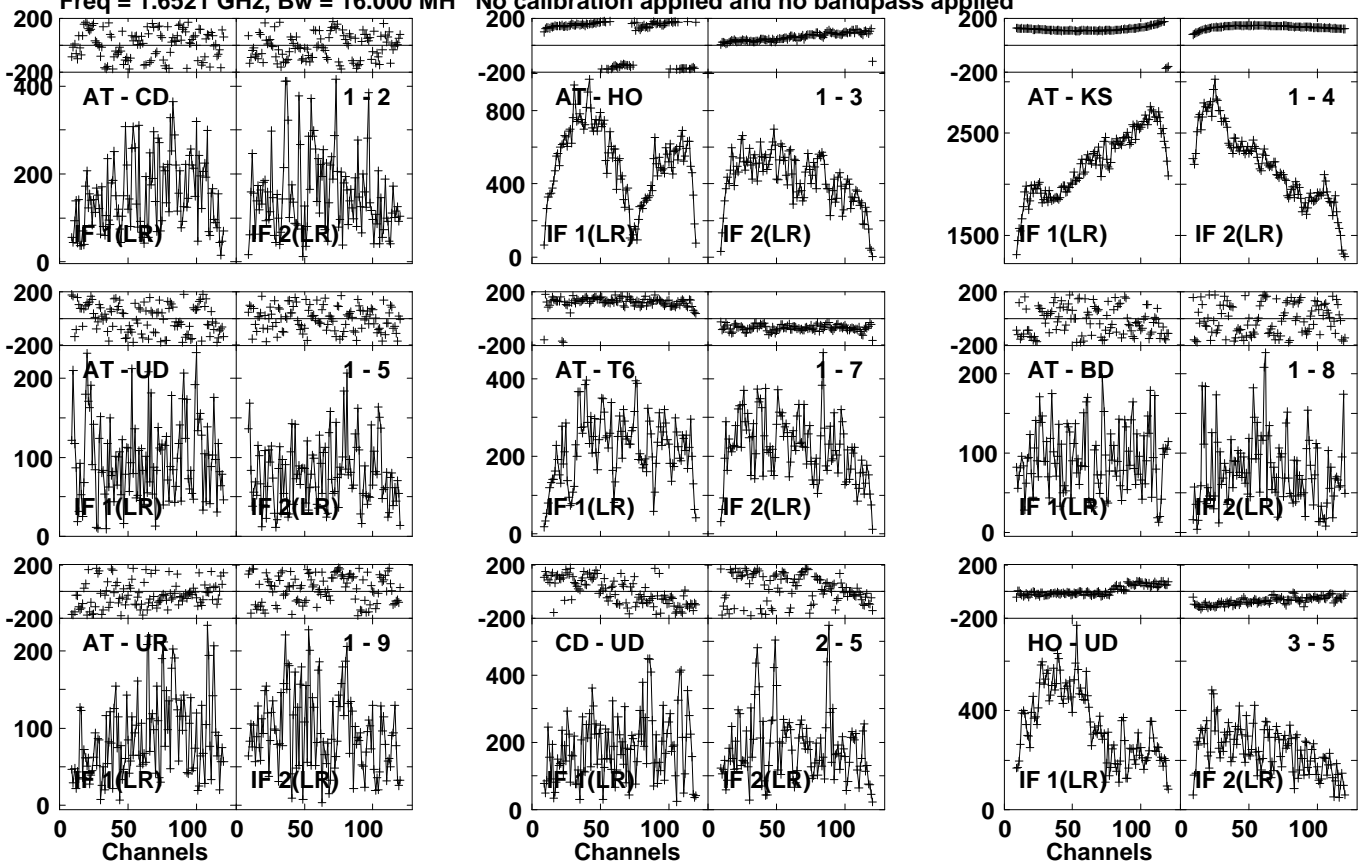 Freq = 1.6521 GHz, Bw = 16.000 MH No calibration applied and no bandpass applied
200
-200
400
200
0
AT - CD
1 - 2
IF 1(LR)
IF 2(LR)
200
-200
800
400
0
AT - HO
1 - 3
IF 1(LR)
IF 2(LR)
200
-200
2500
1500
AT - KS
1 - 4
IF 1(LR)
IF 2(LR)
200
-200
200
100
0
AT - UD
1 - 5
IF 1(LR)
IF 2(LR)
200
-200
400
200
0
AT - T6
1 - 7
IF 1(LR)
IF 2(LR)
200
-200
200
100
0
AT - BD
1 - 8
IF 1(LR)
IF 2(LR)
200
-200
200
100
0
AT - UR
1 - 9
IF 1(LR)
IF 2(LR)
0 50 100 0 50 100
Channels
200
-200
400
200
0
CD - UD
2 - 5
IF 1(LR)
IF 2(LR)
0 50 100 0 50 100
Channels
200
-200
400
0
HO - UD
3 - 5
IF 1(LR)
IF 2(LR)
0 50 100 0 50 100
Channels